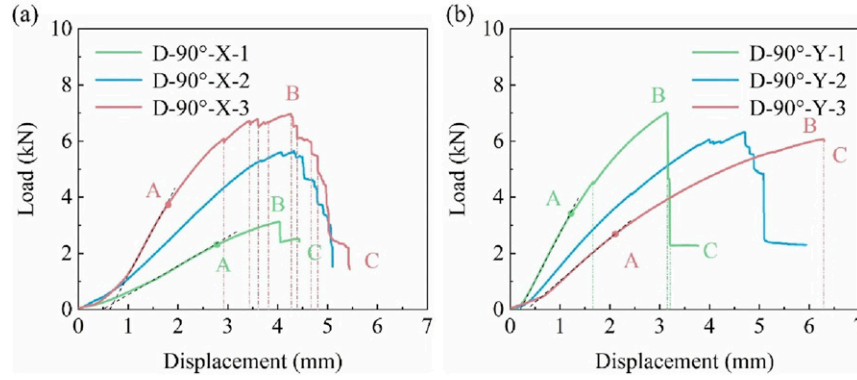 (a)
10
8
6
4
2
0
Load (kN)
D-90°-X-1
D-90°-X-2
D-90°-X-3
A
B
A
B
C
C
0 1 2 3 4 5 6 7
Displacement (mm)
(b)
10
8
6
4
2
0
Load (kN)
D-90°-Y-1
D-90°-Y-2
D-90°-Y-3
B
A
C
A
B
C
0 1 2 3 4 5 6 7
Displacement (mm)